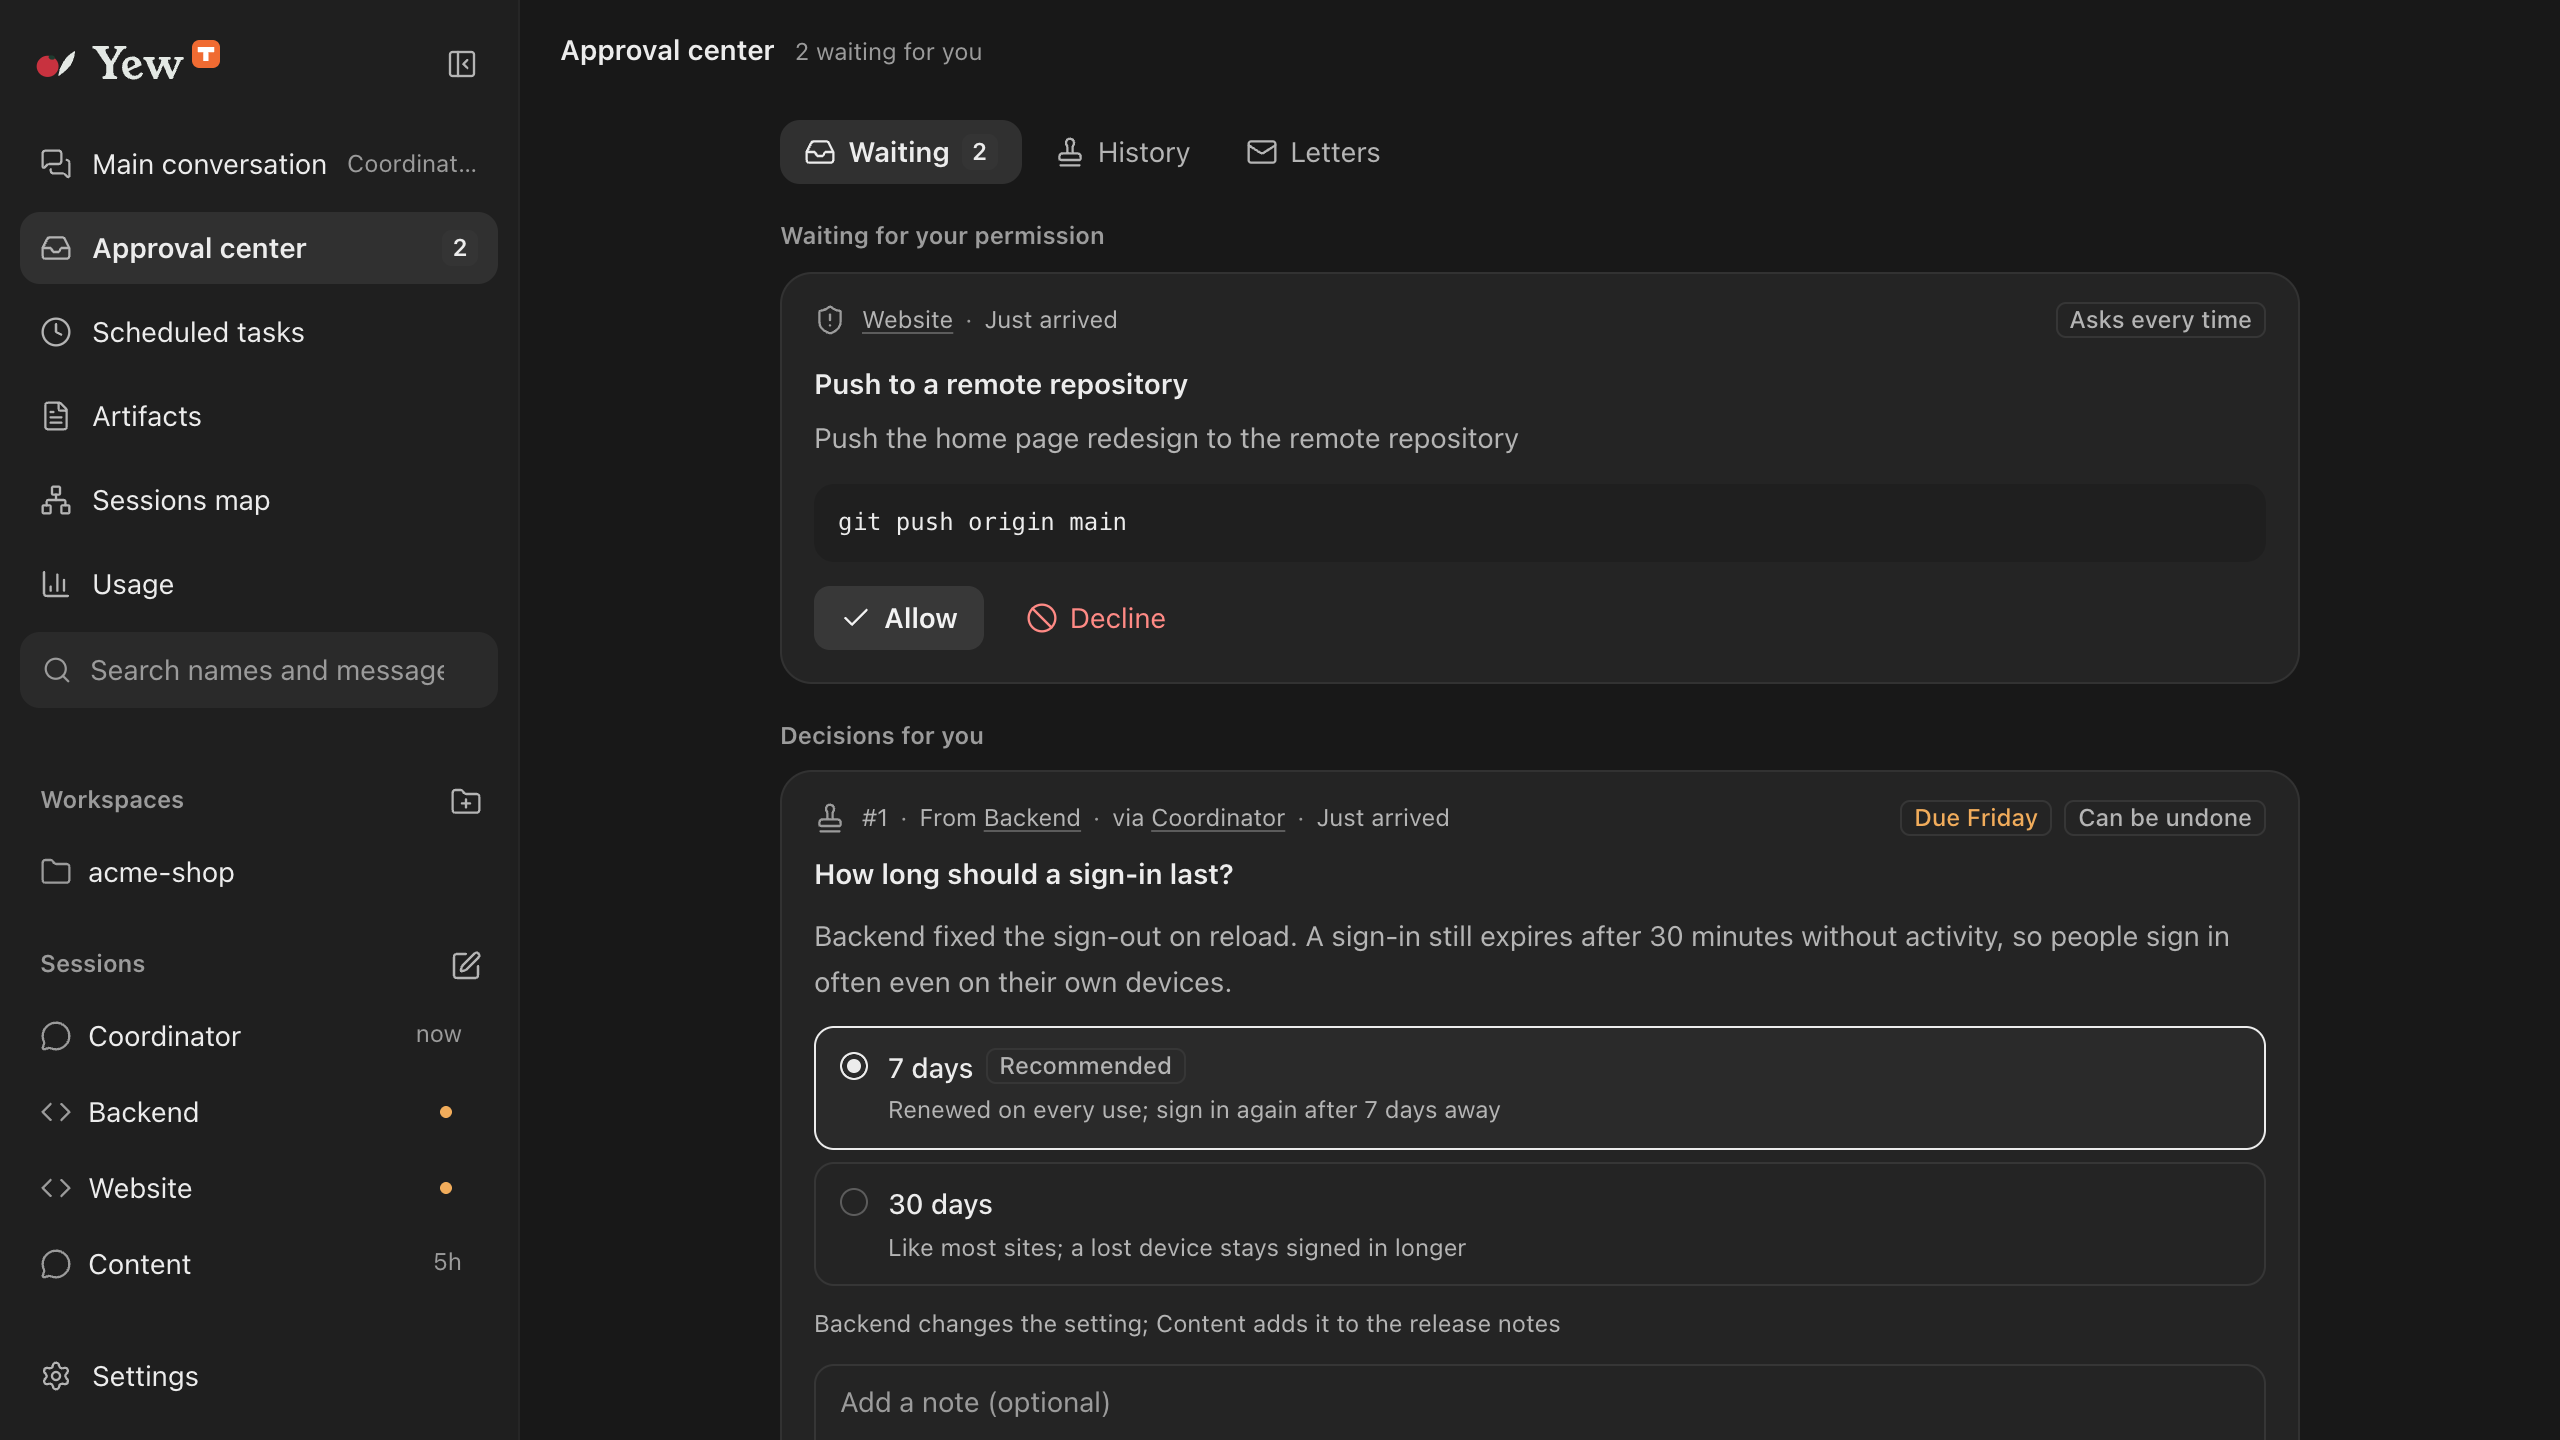 Yew T
Main conversation Coordinat...
Approval center 2
Scheduled tasks
Artifacts
Sessions map
Usage
Search names and message
Workspaces
acme-shop
Sessions
Coordinator now
Backend
Website
Content 5h
Settings
Approval center 2 waiting for you
Waiting 2 History Letters
Waiting for your permission
Website · Just arrived Asks every time
Push to a remote repository
Push the home page redesign to the remote repository
git push origin main
Allow Decline
Decisions for you
#1 · From Backend · via Coordinator · Just arrived Due Friday Can be undone
How long should a sign-in last?
Backend fixed the sign-out on reload. A sign-in still expires after 30 minutes without activity, so people sign in
often even on their own devices.
7 days Recommended
Renewed on every use; sign in again after 7 days away
30 days
Like most sites; a lost device stays signed in longer
Backend changes the setting; Content adds it to the release notes
Add a note (optional)